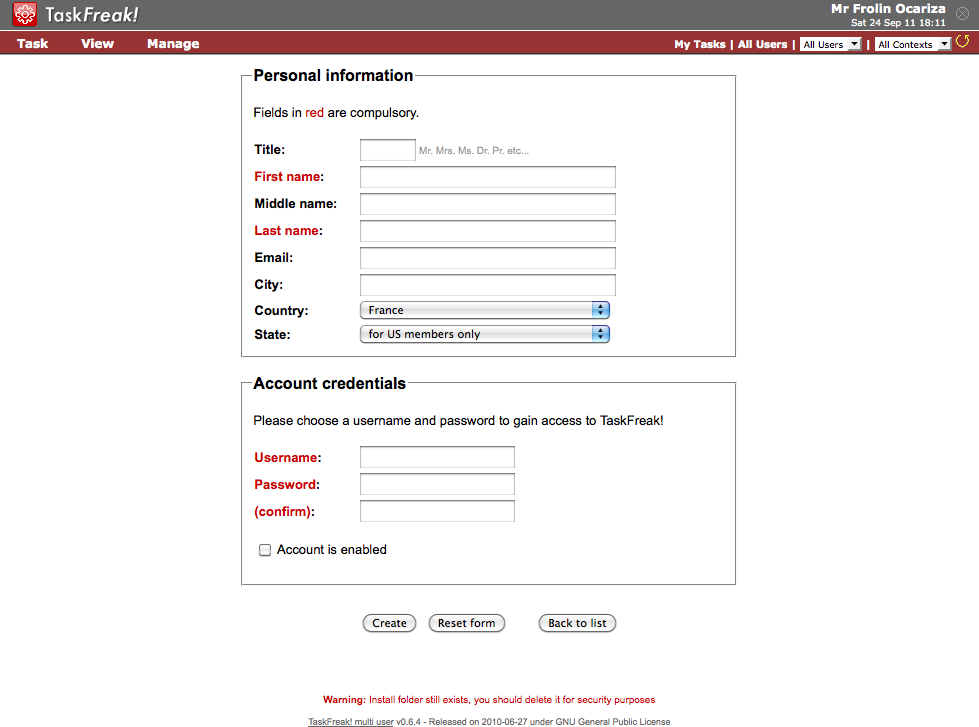 TaskFreak!
Mr Frolin Ocariza
Sat 24 Sep 11 18:11
Task View Manage My Tasks | All Users | All Users | All Contexts
Personal information
Fields in red are compulsory.
Title: Mr. Mrs. Ms. Dr. Pr. etc...
First name:
Middle name:
Last name:
Email:
City:
Country: France
State: for US members only
Account credentials
Please choose a username and password to gain access to TaskFreak!
Username:
Password:
(confirm):
Account is enabled
Create Reset form Back to list
Warning: Install folder still exists, you should delete it for security purposes
TaskFreak! multi user v0.6.4 - Released on 2010-06-27 under GNU General Public License